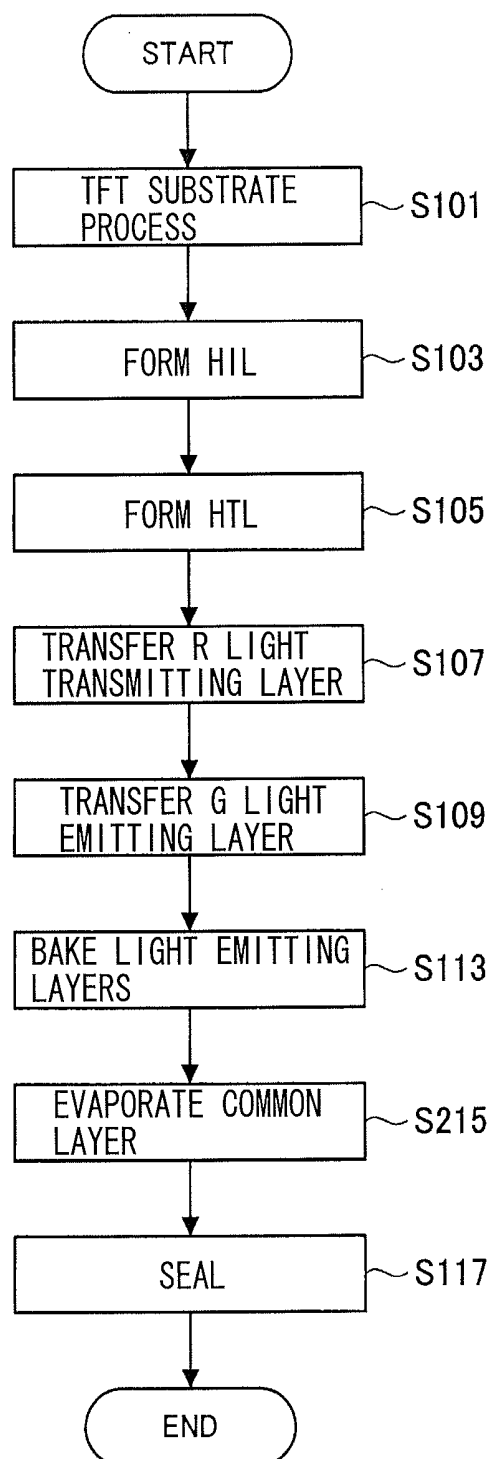 START
TFT SUBSTRATE
PROCESS
S101
FORM HIL
S103
FORM HTL
S105
TRANSFER R LIGHT
TRANSMITTING LAYER
S107
TRANSFER G LIGHT
EMITTING LAYER
S109
BAKE LIGHT EMITTING
LAYERS
S113
EVAPORATE COMMON
LAYER
S215
SEAL
S117
END